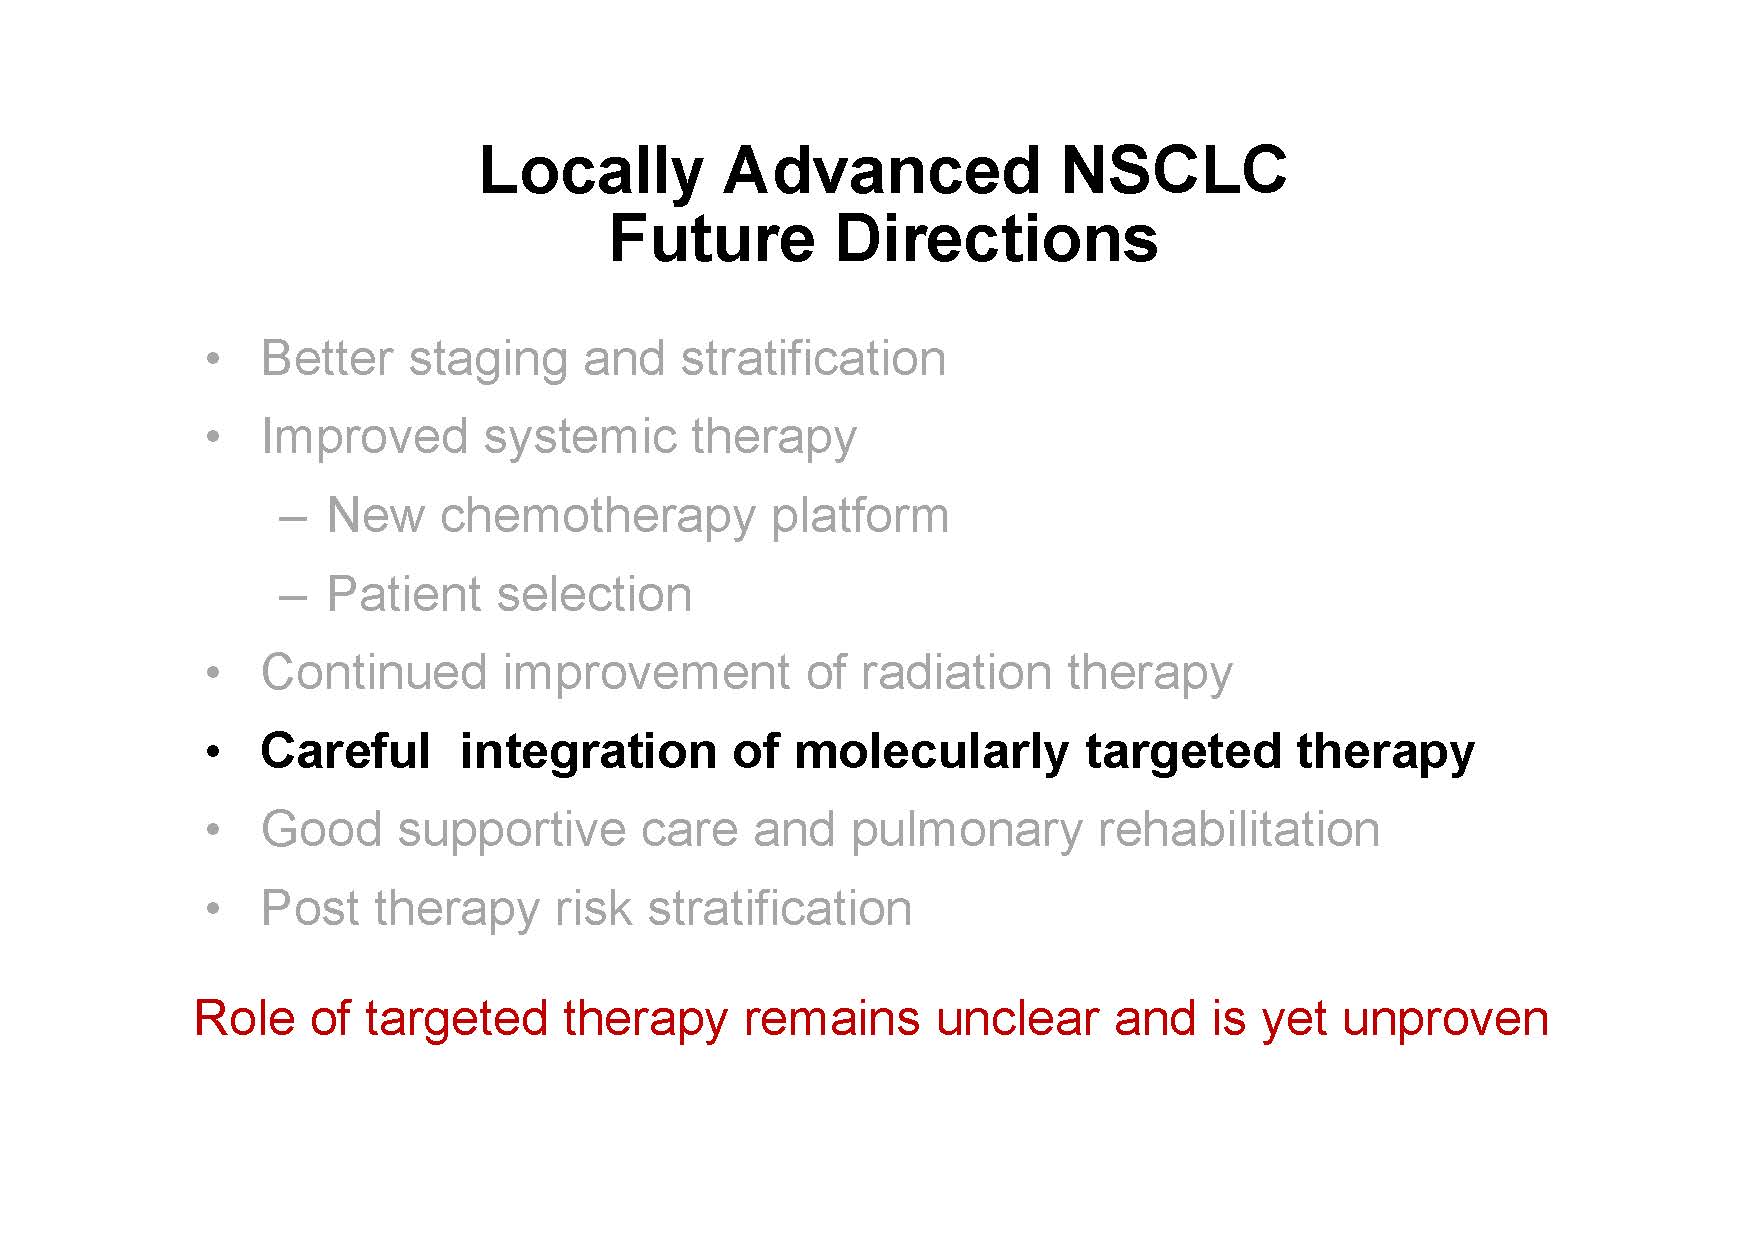 Locally Advanced NSCLC
Future Directions
• Better staging and stratification
• Improved systemic therapy
– New chemotherapy platform
– Patient selection
• Continued improvement of radiation therapy
• Careful integration of molecularly targeted therapy
• Good supportive care and pulmonary rehabilitation
• Post therapy risk stratification
Role of targeted therapy remains unclear and is yet unproven